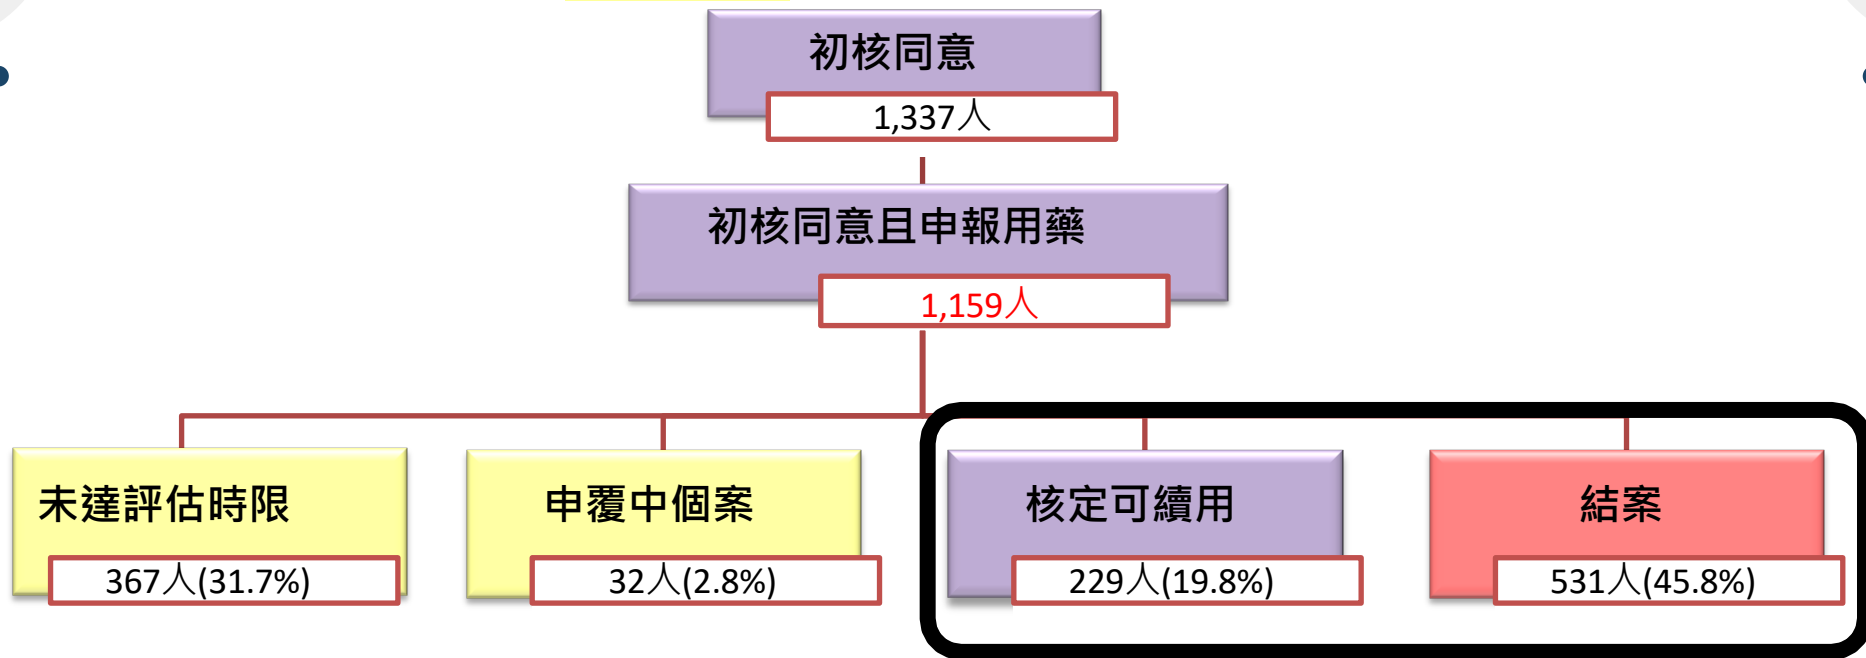 初核同意
1,337人
初核同意且申報用藥
1,159人
未達評估時限
367人(31.7%)
申覆中個案
32人(2.8%)
核定可續用
229人(19.8%)
結案
531人(45.8%)